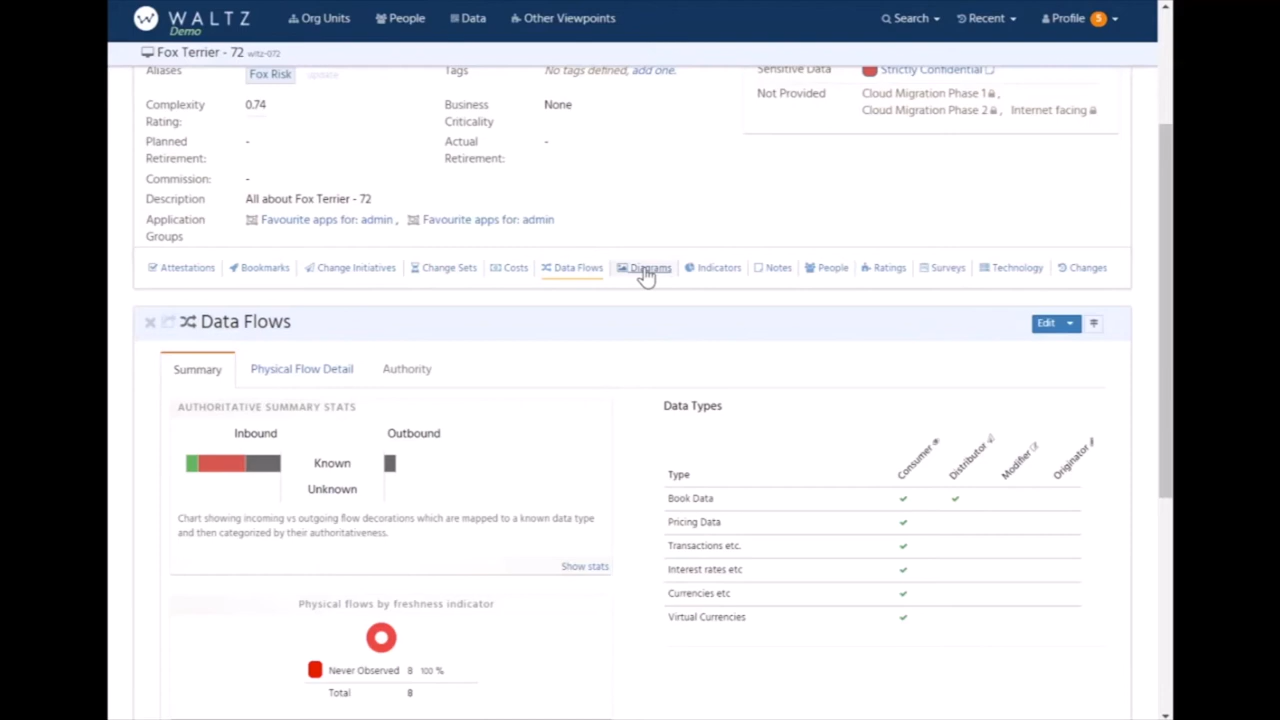 WALTZ
Demo
Org Units
People
Data
Other Viewpoints
Search
Recent
Profile
5
Fox Terrier - 72 wltz-072
Aliases
Fox Risk
update
Tags
No tags defined, add one.
Sensitive Data
Strictly Confidential
Complexity
Rating:
0.74
Business
Criticality
None
Not Provided
Cloud Migration Phase 1 ,
Cloud Migration Phase 2 , Internet facing
Planned
Retirement:
-
Actual
Retirement:
-
Commission:
-
Description
All about Fox Terrier - 72
Application
Groups
Favourite apps for: admin , Favourite apps for: admin
Attestations
Bookmarks
Change Initiatives
Change Sets
Costs
Data Flows
Diagrams
Indicators
Notes
People
Ratings
Surveys
Technology
Changes
Data Flows
Edit
Summary
Physical Flow Detail
Authority
AUTHORITATIVE SUMMARY STATS
Inbound
Outbound
Known
Unknown
Chart showing incoming vs outgoing flow decorations which are mapped to a known data type
and then categorized by their authoritativeness.
Show stats
Physical flows by freshness indicator
Never Observed 8 100 %
Total 8
Data Types
Type
Consumer
Distributor
Modifier
Originator
Book Data
Pricing Data
Transactions etc.
Interest rates etc
Currencies etc
Virtual Currencies